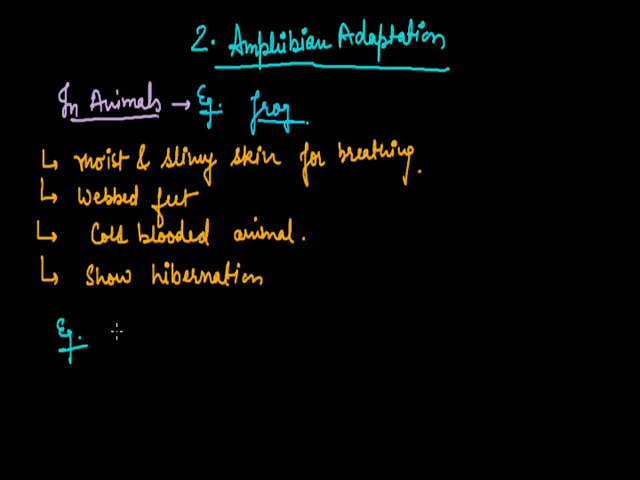 2. Amphibian Adaptation
In Animals → Eg. frog
↳ moist & slimy skin for breathing.
↳ Webbed feet
↳ Cold blooded animal.
↳ Show hibernation
Eg.